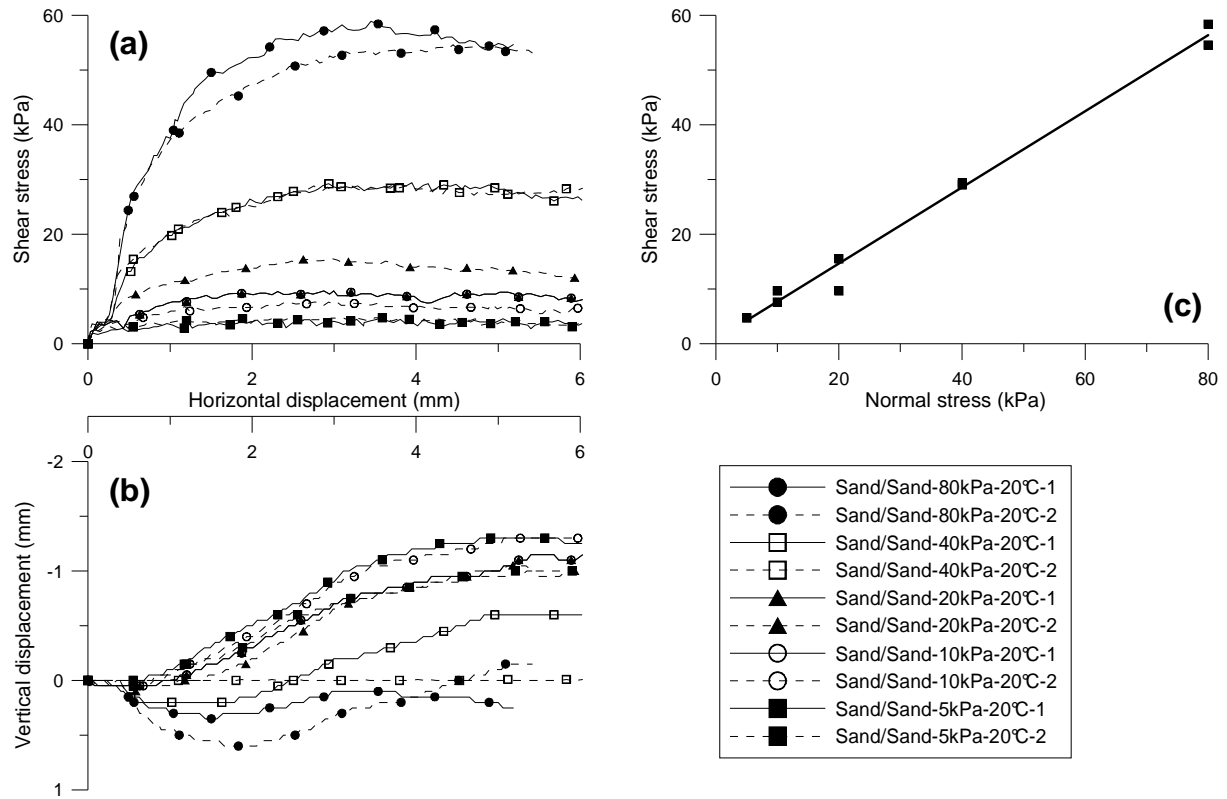 (a)
60
40
20
0
Shear stress (kPa)
0 2 4 6
Horizontal displacement (mm)
0 2 4 6
(b)
-2
-1
0
1
Vertical displacement (mm)
(c)
60
40
20
0
Shear stress (kPa)
0 20 40 60 80
Normal stress (kPa)
Sand/Sand-80kPa-20°C-1
Sand/Sand-80kPa-20°C-2
Sand/Sand-40kPa-20°C-1
Sand/Sand-40kPa-20°C-2
Sand/Sand-20kPa-20°C-1
Sand/Sand-20kPa-20°C-2
Sand/Sand-10kPa-20°C-1
Sand/Sand-10kPa-20°C-2
Sand/Sand-5kPa-20°C-1
Sand/Sand-5kPa-20°C-2